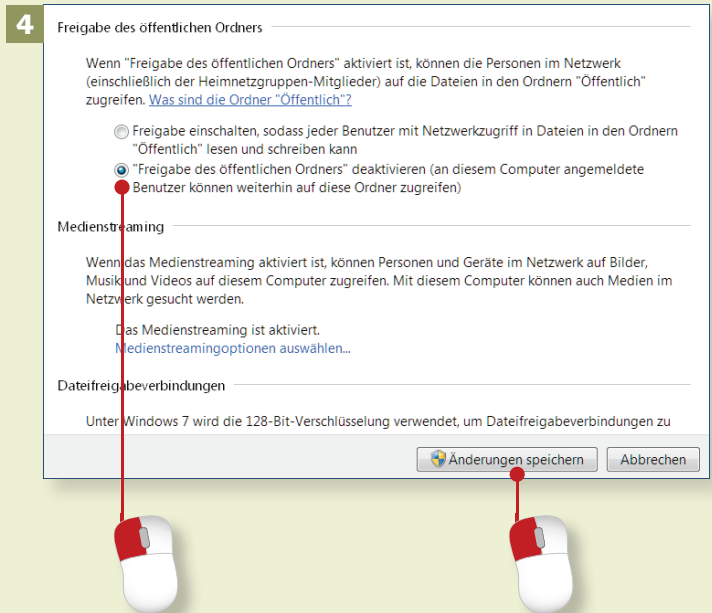 4
Freigabe des öffentlichen Ordners
Wenn "Freigabe des öffentlichen Ordners" aktiviert ist, können die Personen im Netzwerk
(einschließlich der Heimnetzgruppen-Mitglieder) auf die Dateien in den Ordnern "Öffentlich"
zugreifen. Was sind die Ordner "Öffentlich"?
Freigabe einschalten, sodass jeder Benutzer mit Netzwerkzugriff in Dateien in den Ordnern
"Öffentlich" lesen und schreiben kann
"Freigabe des öffentlichen Ordners" deaktivieren (an diesem Computer angemeldete
Benutzer können weiterhin auf diese Ordner zugreifen)
Medienstreaming
Wenn das Medienstreaming aktiviert ist, können Personen und Geräte im Netzwerk auf Bilder,
Musik und Videos auf diesem Computer zugreifen. Mit diesem Computer können auch Medien im
Netzwerk gesucht werden.
Das Medienstreaming ist aktiviert.
Medienstreamingoptionen auswählen...
Dateifreigabeverbindungen
Unter Windows 7 wird die 128-Bit-Verschlüsselung verwendet, um Dateifreigabeverbindungen zu
Änderungen speichern
Abbrechen